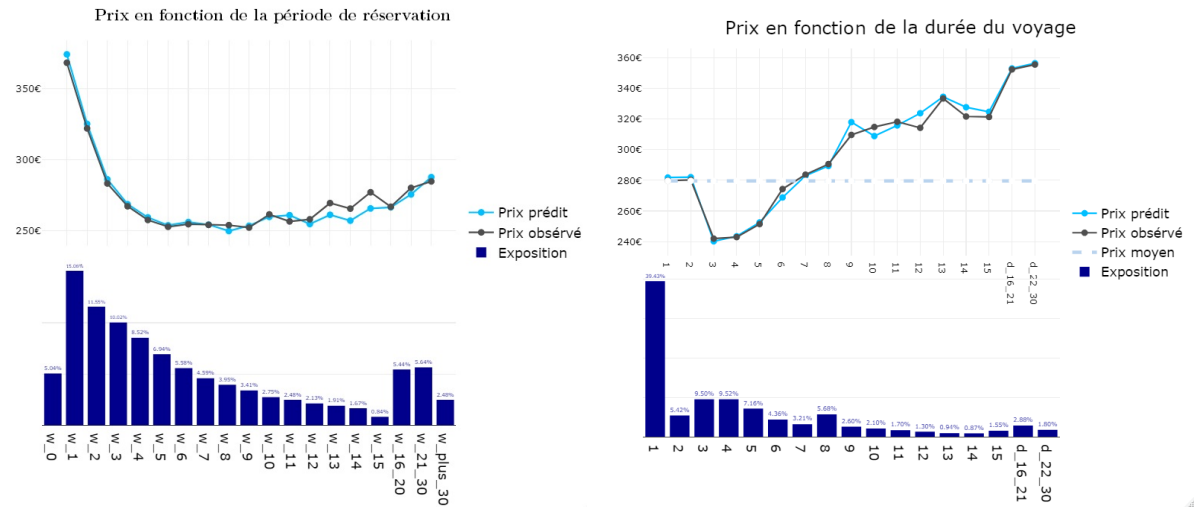 Prix en fonction de la période de réservation
350€
300€
250€
Prix prédit
Prix obsérvé
Exposition
5.04%
15.06%
11.55%
10.02%
8.52%
6.94%
5.58%
4.59%
3.95%
3.41%
2.75%
2.48%
2.13%
1.91%
1.67%
0.84%
5.44%
5.64%
2.48%
w_0
w_1
w_2
w_3
w_4
w_5
w_6
w_7
w_8
w_9
w_10
w_11
w_12
w_13
w_14
w_15
w_16_20
w_21_30
w_plus_30
Prix en fonction de la durée du voyage
360€
340€
320€
300€
280€
260€
240€
1
2
3
4
5
6
7
8
9
10
11
12
13
14
15
d_16_21
d_22_30
Prix prédit
Prix obsérvé
Prix moyen
Exposition
39.43%
5.42%
9.50%
9.52%
7.16%
4.36%
3.21%
5.68%
2.60%
2.10%
1.70%
1.30%
0.94%
0.87%
1.55%
2.88%
1.80%
1
2
3
4
5
6
7
8
9
10
11
12
13
14
15
d_16_21
d_22_30